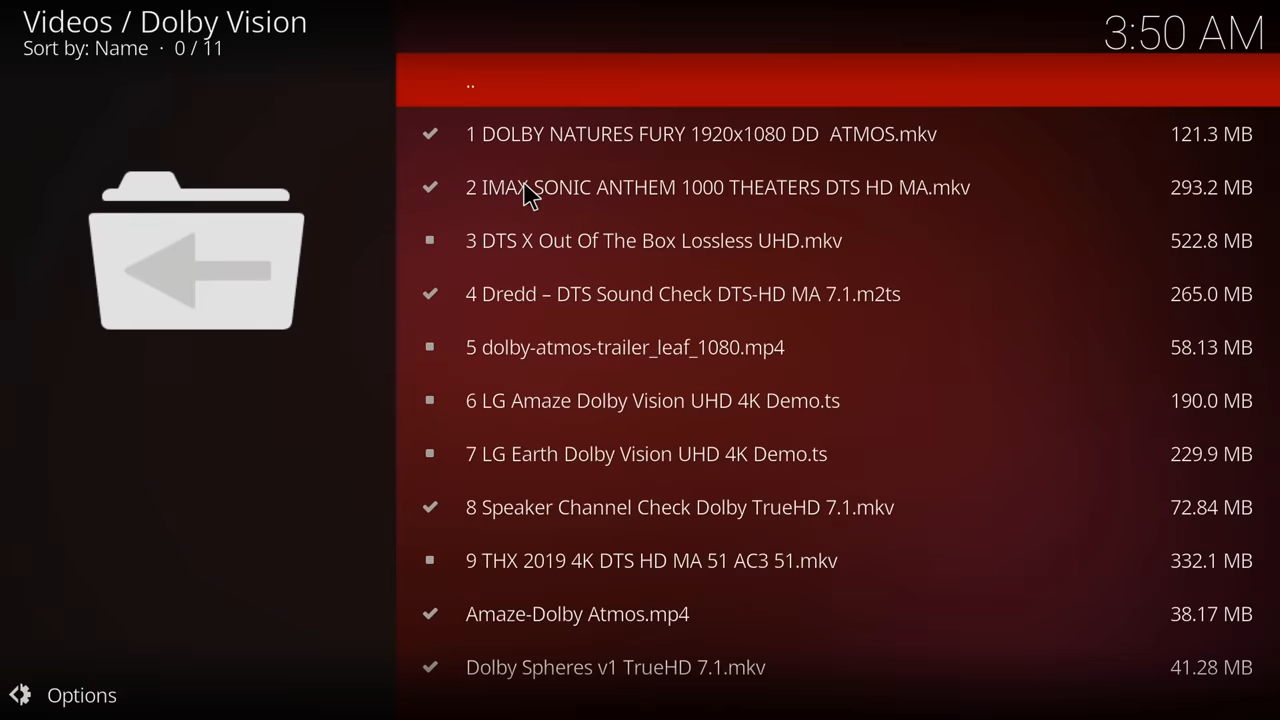 Videos / Dolby Vision
Sort by: Name · 0 / 11
3:50 AM
..
1 DOLBY NATURES FURY 1920x1080 DD  ATMOS.mkv 121.3 MB
2 IMAX SONIC ANTHEM 1000 THEATERS DTS HD MA.mkv 293.2 MB
3 DTS X Out Of The Box Lossless UHD.mkv 522.8 MB
4 Dredd – DTS Sound Check DTS-HD MA 7.1.m2ts 265.0 MB
5 dolby-atmos-trailer_leaf_1080.mp4 58.13 MB
6 LG Amaze Dolby Vision UHD 4K Demo.ts 190.0 MB
7 LG Earth Dolby Vision UHD 4K Demo.ts 229.9 MB
8 Speaker Channel Check Dolby TrueHD 7.1.mkv 72.84 MB
9 THX 2019 4K DTS HD MA 51 AC3 51.mkv 332.1 MB
Amaze-Dolby Atmos.mp4 38.17 MB
Dolby Spheres v1 TrueHD 7.1.mkv 41.28 MB
Options